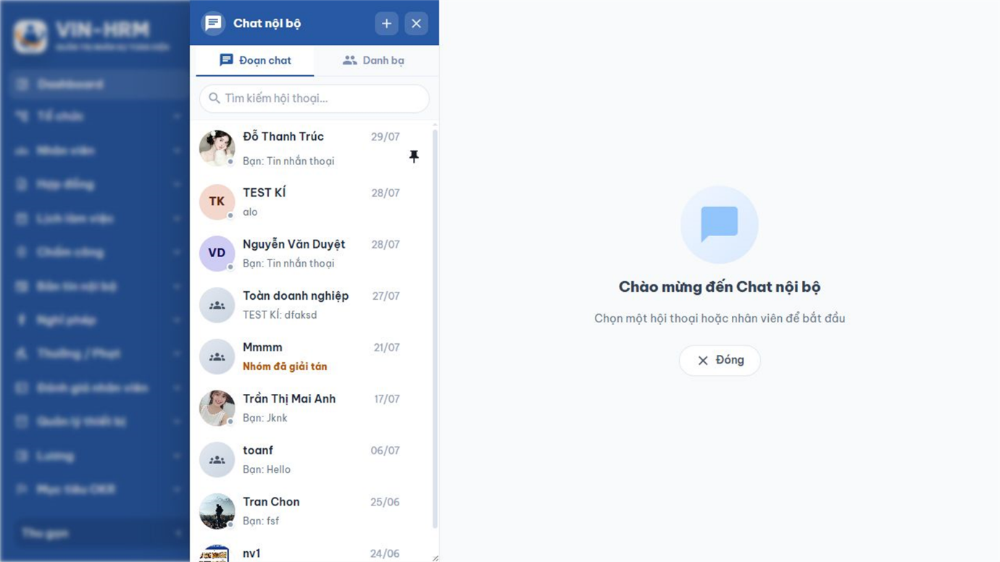 VIN-HRM
Dashboard
Tổ chức
Nhân viên
Hợp đồng
Lịch làm việc
Chấm công
Bản tin nội bộ
Nghỉ phép
Thưởng / Phạt
Đánh giá nhân viên
Quản lý thiết bị
Lương
Mục tiêu OKR
Thu gọn
Chat nội bộ
Đoạn chat
Danh bạ
Tìm kiếm hội thoại...
Đỗ Thanh Trúc 29/07
Bạn: Tin nhắn thoại
TK
TEST KÍ 28/07
alo
VD
Nguyễn Văn Duyệt 28/07
Bạn: Tin nhắn thoại
Toàn doanh nghiệp 27/07
TEST KÍ: dfaksd
Mmmm 21/07
Nhóm đã giải tán
Trần Thị Mai Anh 17/07
Bạn: Jknk
toanf 06/07
Bạn: Hello
Tran Chon 25/06
Bạn: fsf
nv1 24/06
Chào mừng đến Chat nội bộ
Chọn một hội thoại hoặc nhân viên để bắt đầu
Đóng